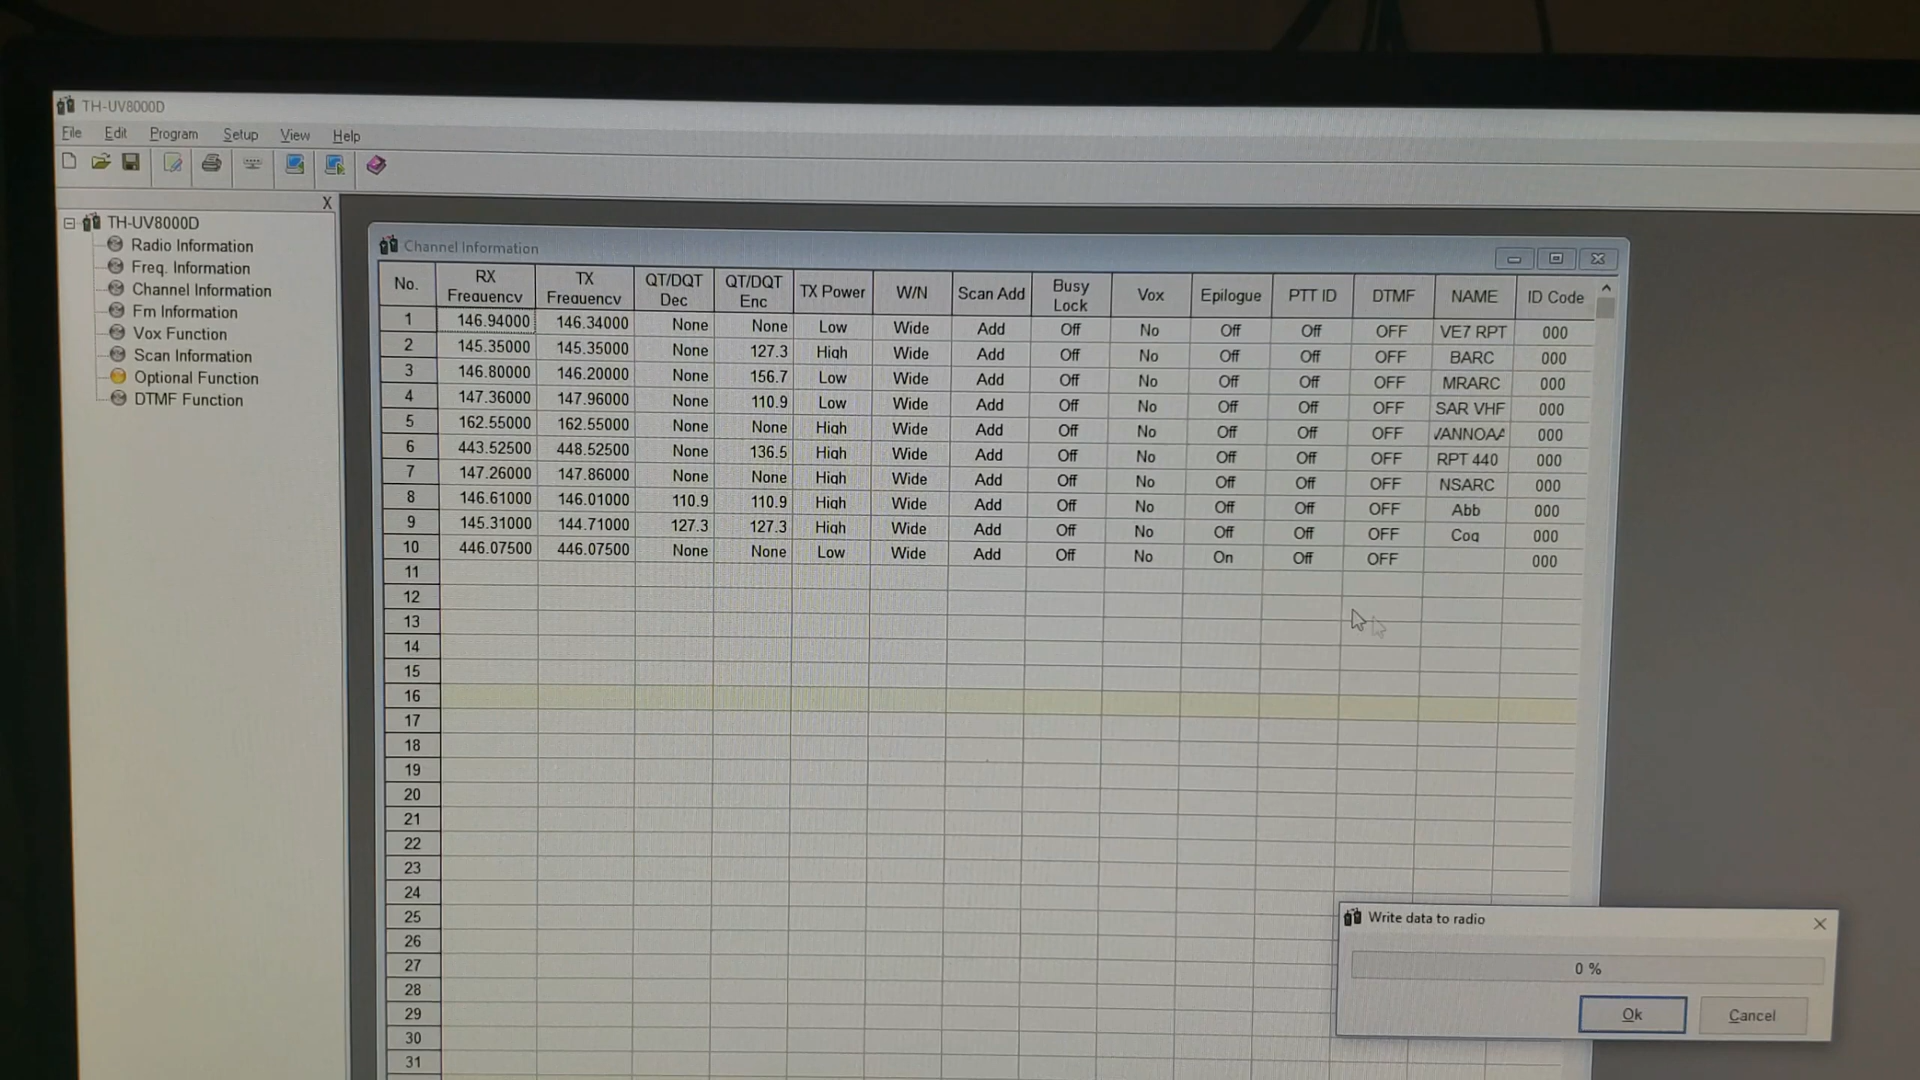 TH-UV8000D
File Edit Program Setup View Help
X
TH-UV8000D
Radio Information
Freq. Information
Channel Information
Fm Information
Vox Function
Scan Information
Optional Function
DTMF Function
Channel Information
No. RX Frequency TX Frequency QT/DQT Dec QT/DQT Enc TX Power W/N Scan Add Busy Lock Vox Epilogue PTT ID DTMF NAME ID Code
1 146.94000 146.34000 None None Low Wide Add Off No Off Off OFF VE7 RPT 000
2 145.35000 145.35000 None 127.3 High Wide Add Off No Off Off OFF BARC 000
3 146.80000 146.20000 None 156.7 Low Wide Add Off No Off Off OFF MRARC 000
4 147.36000 147.96000 None 110.9 Low Wide Add Off No Off Off OFF SAR VHF 000
5 162.55000 162.55000 None None High Wide Add Off No Off Off OFF 000
6 443.52500 448.52500 None 136.5 High Wide Add Off No Off Off OFF RPT 440 000
7 147.26000 147.86000 None None High Wide Add Off No Off Off OFF NSARC 000
8 146.61000 146.01000 110.9 110.9 High Wide Add Off No Off Off OFF Abb 000
9 145.31000 144.71000 127.3 127.3 High Wide Add Off No Off Off OFF Coq 000
10 446.07500 446.07500 None None Low Wide Add Off No On Off OFF 000
11
12
13
14
15
16
17
18
19
20
21
22
23
24
25
26
27
28
29
30
31
Write data to radio
0 %
Ok Cancel